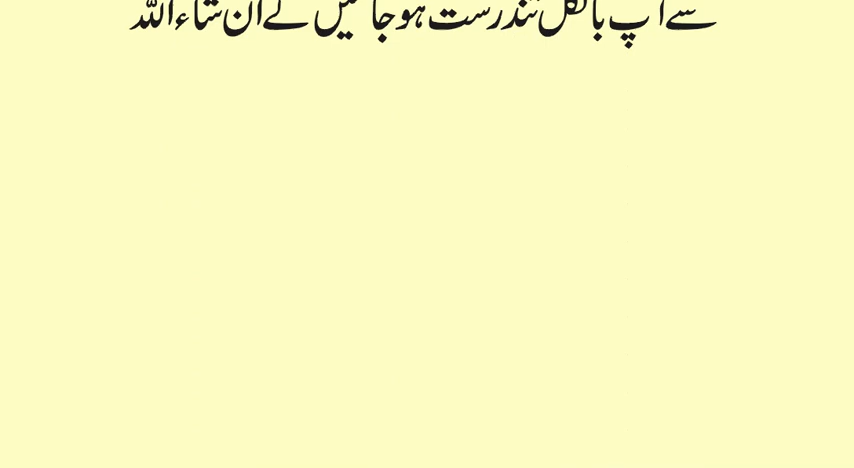 سے آپ بالکل تندرست ہو جائیں گے ان شاء اللہ